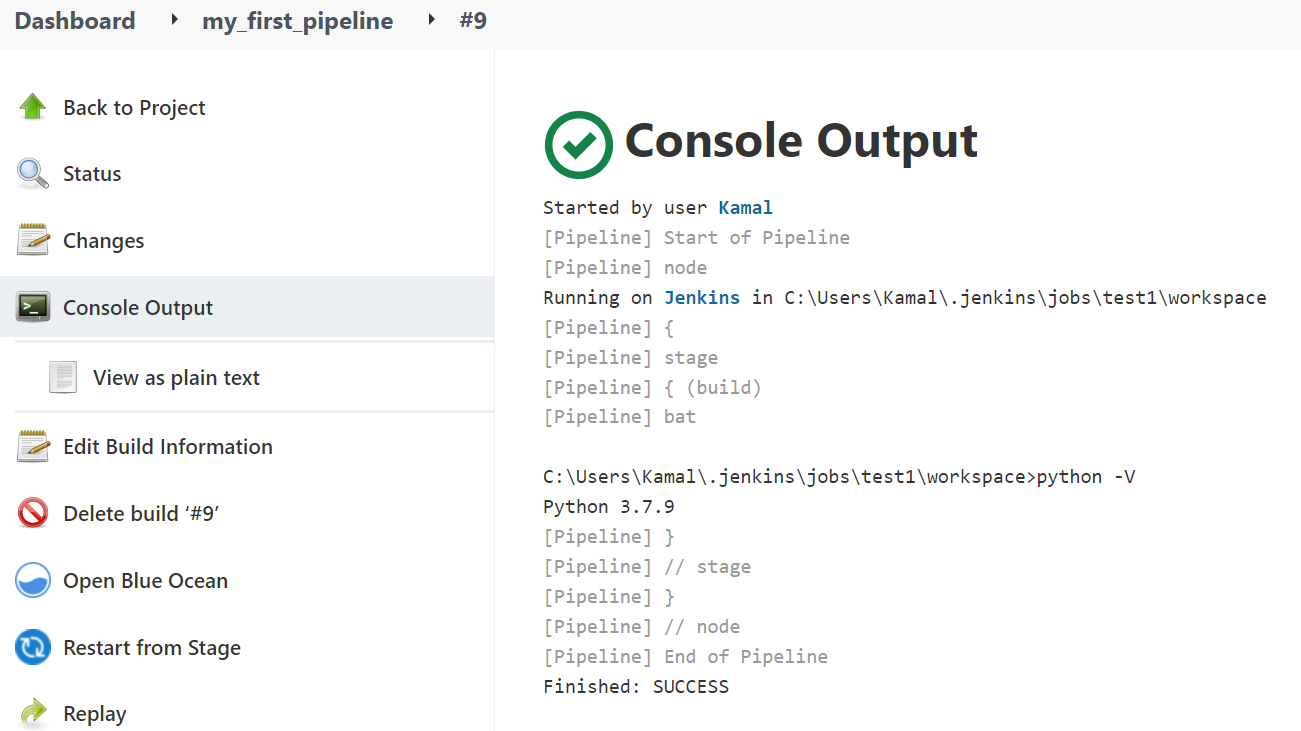 Dashboard my_first_pipeline #9
Back to Project
Status
Changes
Console Output
View as plain text
Edit Build Information
Delete build ‘#9’
Open Blue Ocean
Restart from Stage
Replay
Console Output
Started by user Kamal
[Pipeline] Start of Pipeline
[Pipeline] node
Running on Jenkins in C:\Users\Kamal\.jenkins\jobs\test1\workspace
[Pipeline] {
[Pipeline] stage
[Pipeline] { (build)
[Pipeline] bat
C:\Users\Kamal\.jenkins\jobs\test1\workspace>python -V
Python 3.7.9
[Pipeline] }
[Pipeline] // stage
[Pipeline] }
[Pipeline] // node
[Pipeline] End of Pipeline
Finished: SUCCESS